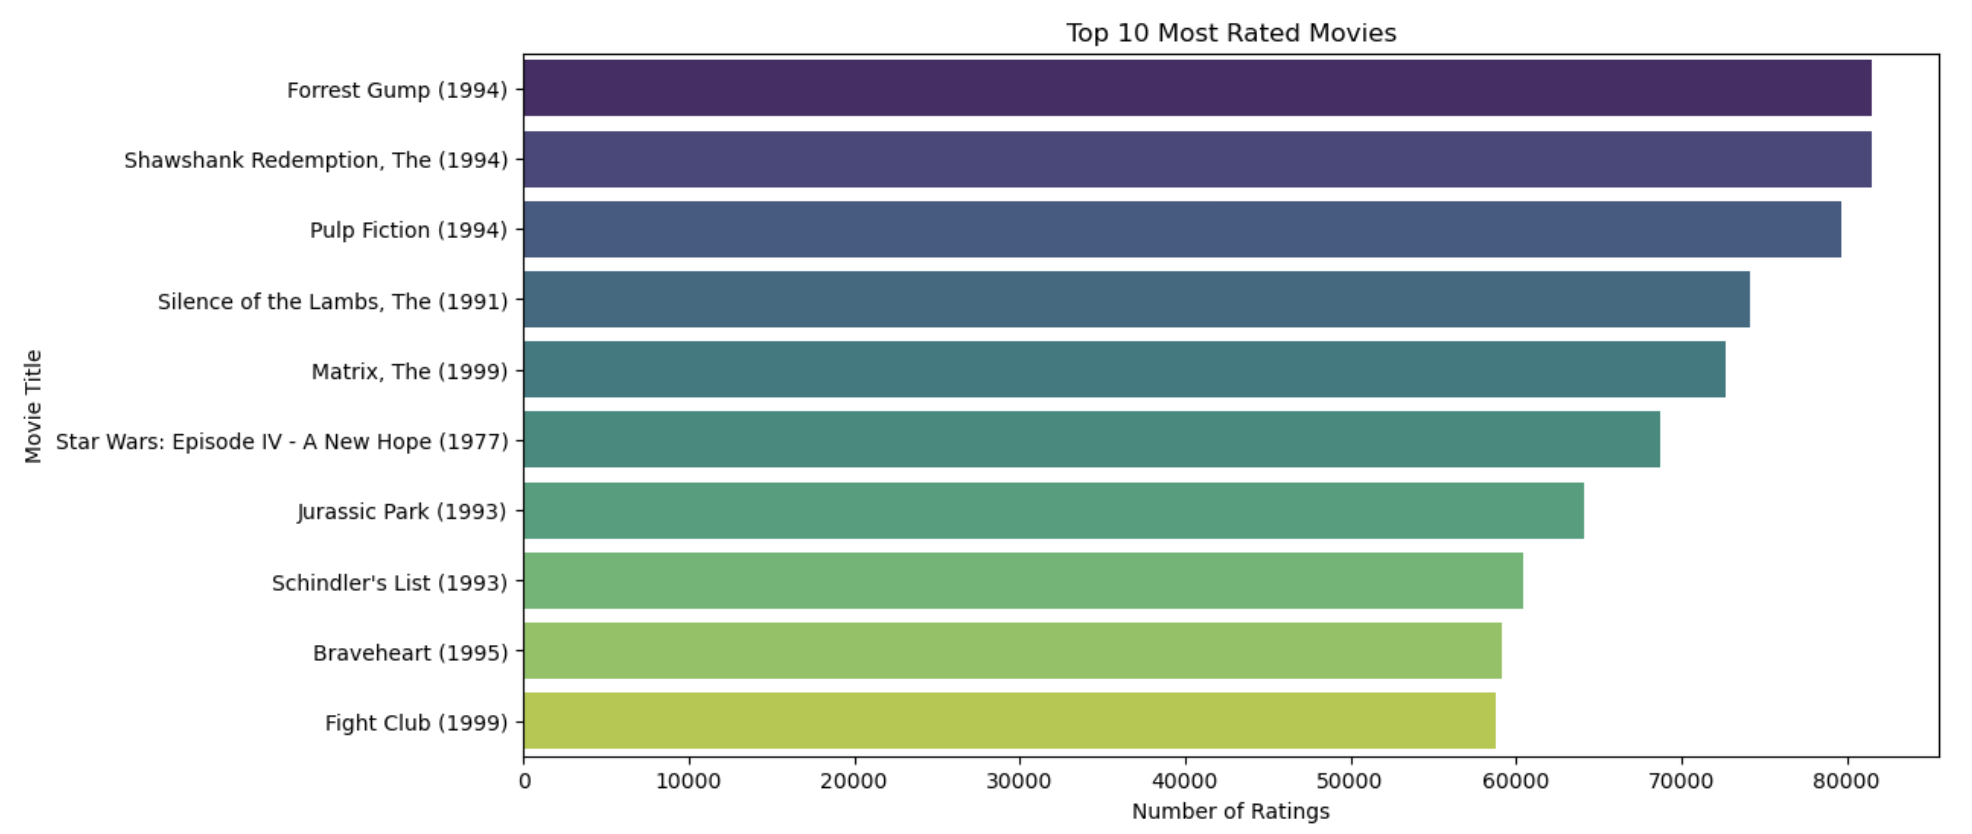 Top 10 Most Rated Movies
Movie Title
Forrest Gump (1994)
Shawshank Redemption, The (1994)
Pulp Fiction (1994)
Silence of the Lambs, The (1991)
Matrix, The (1999)
Star Wars: Episode IV - A New Hope (1977)
Jurassic Park (1993)
Schindler's List (1993)
Braveheart (1995)
Fight Club (1999)
0 10000 20000 30000 40000 50000 60000 70000 80000
Number of Ratings